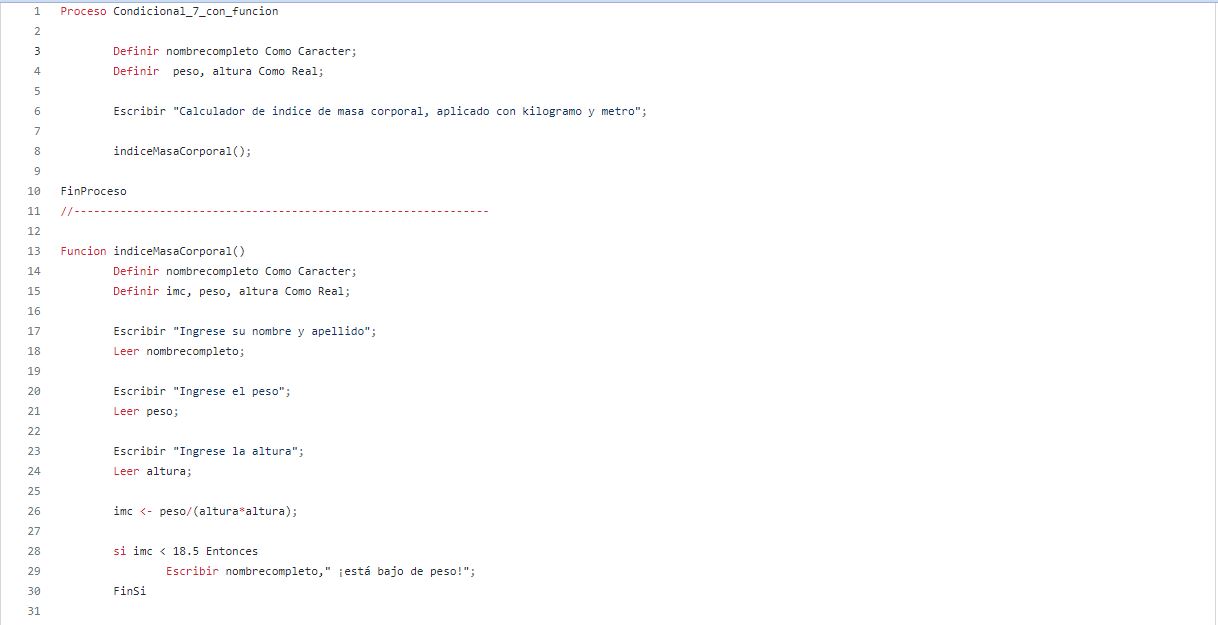 1 Proceso Condicional_7_con_funcion
2
3 Definir nombrecompleto Como Caracter;
4 Definir  peso, altura Como Real;
5
6 Escribir "Calculador de indice de masa corporal, aplicado con kilogramo y metro";
7
8 indiceMasaCorporal();
9
10 FinProceso
11 //---------------------------------------------------------------
12
13 Funcion indiceMasaCorporal()
14 Definir nombrecompleto Como Caracter;
15 Definir imc, peso, altura Como Real;
16
17 Escribir "Ingrese su nombre y apellido";
18 Leer nombrecompleto;
19
20 Escribir "Ingrese el peso";
21 Leer peso;
22
23 Escribir "Ingrese la altura";
24 Leer altura;
25
26 imc <- peso/(altura*altura);
27
28 si imc < 18.5 Entonces
29 Escribir nombrecompleto," ¡está bajo de peso!";
30 FinSi
31